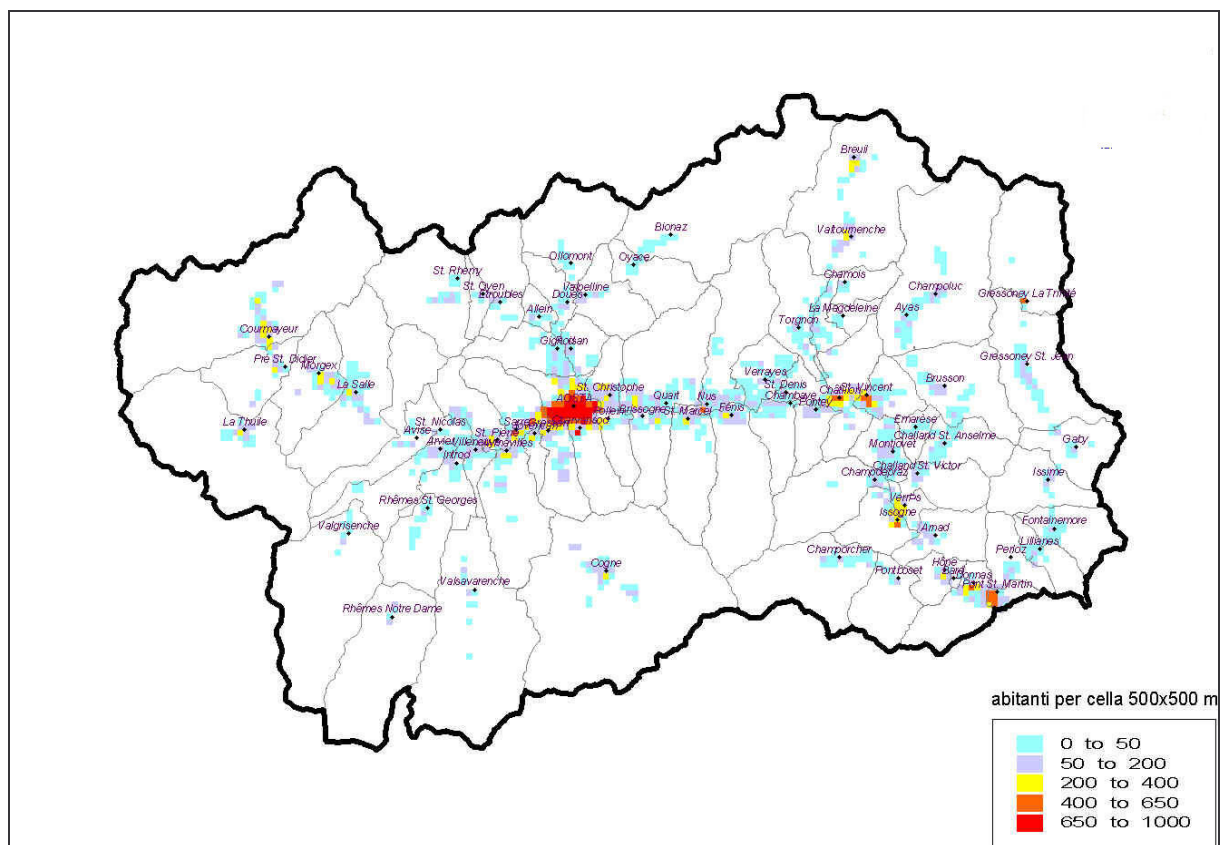 Breuil
Valtournenche
Bionaz
Ollomont
Oyace
St. Rhemy
St. Oyen
Etroubles
Valpelline
Doues
Allein
Chamois
La Magdeleine
Champoluc
Ayas
Gressoney La Trinité
Torgnon
Courmayeur
Pré St. Didier
Morgex
La Salle
Gignod
Gressoney St. Jean
Verrayes
St. Denis
Brusson
St. Christophe
AOSTA
Quart
Nus
Chambave
Pontey
St. Vincent
Brissogne
St. Marcel
Fénis
La Thuile
St. Nicolas
Avise
Arvier
Villeneuve
St. Pierre
Sarre
Introd
Emarèse
Challand St. Anselme
Montjovet
Gaby
Challand St. Victor
Champdepraz
Issime
Rhêmes St. Georges
Verrès
Issogne
Valgrisenche
Arnad
Fontainemore
Lillianes
Perloz
Champorcher
Pontboset
Hône
Bard
Donnas
Pont St. Martin
Cogne
Valsavarenche
Rhêmes Notre Dame
abitanti per cella 500x500 m
0 to 50
50 to 200
200 to 400
400 to 650
650 to 1000